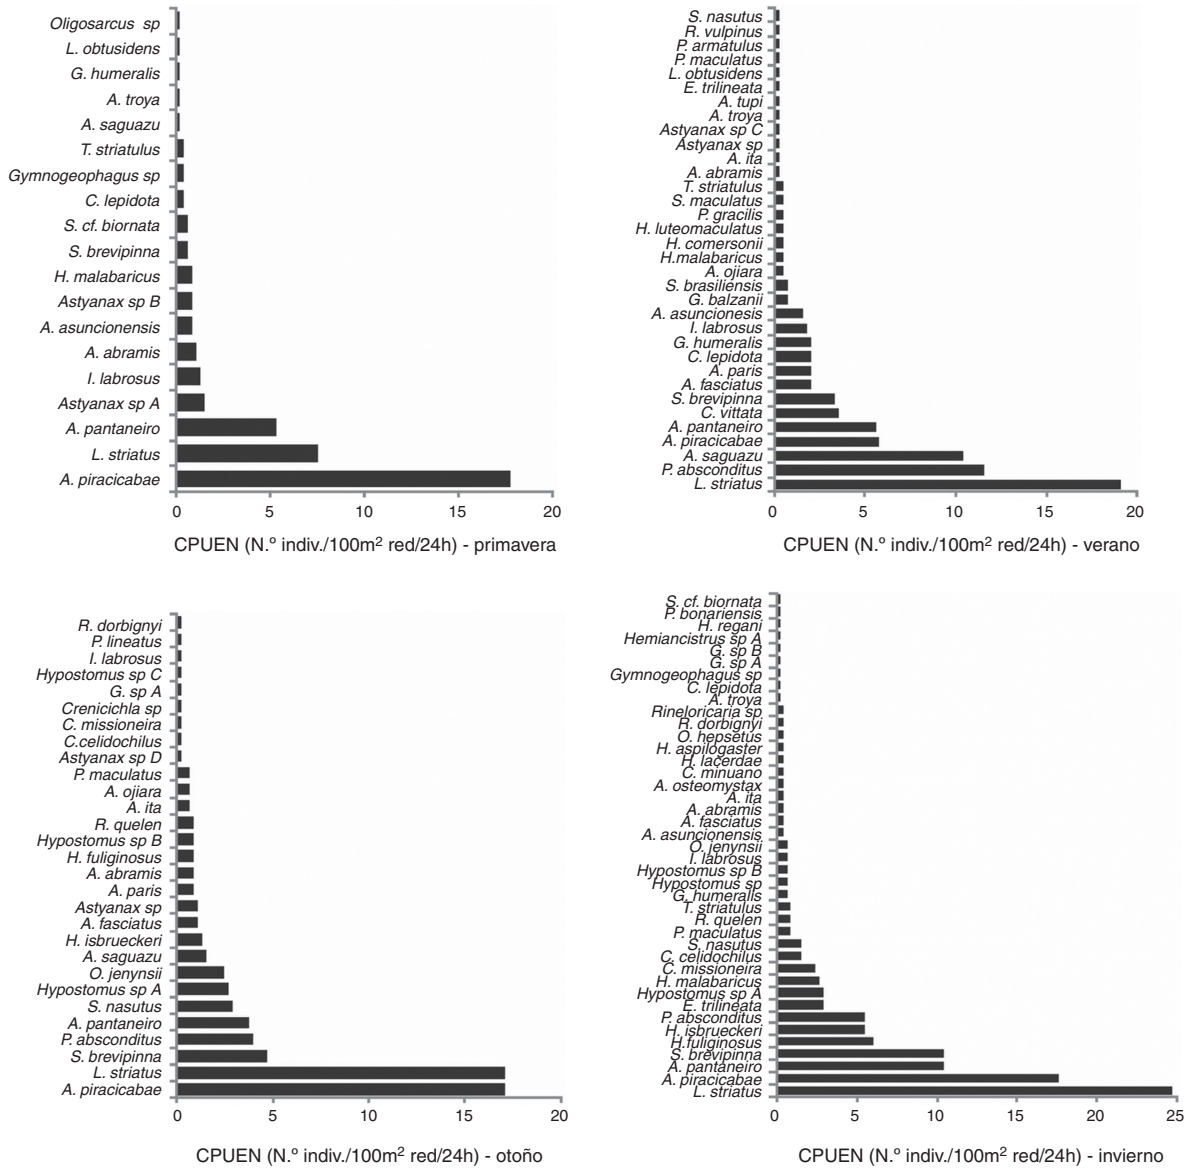 Oligosarcus sp
L. obtusidens
G. humeralis
A. troya
A. saguazu
T. striatulus
Gymnogeophagus sp
C. lepidota
S. cf. biornata
S. brevipinna
H. malabaricus
Astyanax sp B
A. asuncionensis
A. abramis
I. labrosus
Astyanax sp A
A. pantaneiro
L. striatus
A. piracicabae
0 5 10 15 20
CPUEN (N.º indiv./100m² red/24h) - primavera
S. nasutus
R. vulpinus
P. armatulus
P. maculatus
L. obtusidens
E. trilineata
A. tupi
A. troya
Astyanax sp C
Astyanax sp
A. ita
A. abramis
T. striatulus
S. maculatus
P. gracilis
H. luteomaculatus
H. comersonii
H.malabaricus
A. ojiara
S. brasiliensis
G. balzanii
A. asuncionesis
I. labrosus
G. humeralis
C. lepidota
A. paris
A. fasciatus
S. brevipinna
C. vittata
A. pantaneiro
A. piracicabae
A. saguazu
P. absconditus
L. striatus
0 5 10 15 20
CPUEN (N.º indiv./100m² red/24h) - verano
R. dorbignyi
P. lineatus
I. labrosus
Hypostomus sp C
G. sp A
Crenicichla sp
C. missioneira
C.celidochilus
Astyanax sp D
P. maculatus
A. ojiara
A. ita
R. quelen
Hypostomus sp B
H. fuliginosus
A. abramis
A. paris
Astyanax sp
A. fasciatus
H. isbrueckeri
A. saguazu
O. jenynsii
Hypostomus sp A
S. nasutus
A. pantaneiro
P. absconditus
S. brevipinna
L. striatus
A. piracicabae
0 5 10 15 20
CPUEN (N.º indiv./100m² red/24h) - otoño
S. cf. biornata
P. bonariensis
H. regani
Hemiancistrus sp A
G. sp B
G. sp A
Gymnogeophagus sp
C. lepidota
A. troya
Rineloricaria sp
R. dorbignyi
O. hepsetus
H. aspilogaster
H. lacerdae
C. minuano
A. osteomystax
A. ita
A. abramis
A. fasciatus
A. asuncionensis
O. jenynsii
I. labrosus
Hypostomus sp B
Hypostomus sp
G. humeralis
T. striatulus
R. quelen
P. maculatus
S. nasutus
C. celidochilus
C. missioneira
H. malabaricus
Hypostomus sp A
E. trilineata
P. absconditus
H. isbrueckeri
H.fuliginosus
S. brevipinna
A. pantaneiro
A. piracicabae
L. striatus
0 5 10 15 20 25
CPUEN (N.º indiv./100m² red/24h) - invierno